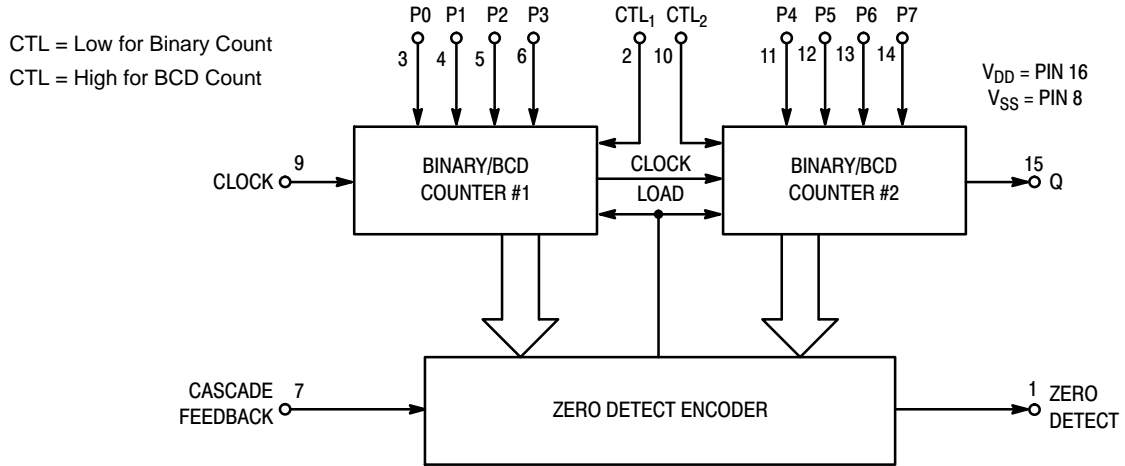 CTL = Low for Binary Count
CTL = High for BCD Count
P0 P1 P2 P3 CTL1 CTL2 P4 P5 P6 P7
3 4 5 6 2 10 11 12 13 14
VDD = PIN 16
VSS = PIN 8
CLOCK 9
BINARY/BCD
COUNTER #1
CLOCK
LOAD
BINARY/BCD
COUNTER #2
15
Q
CASCADE
FEEDBACK
7
ZERO DETECT ENCODER
1
ZERO
DETECT